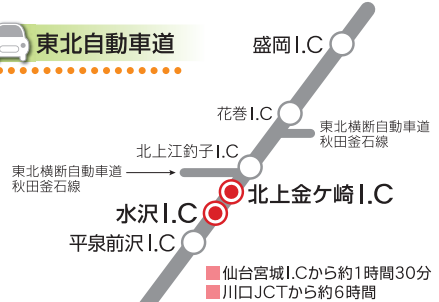 東北自動車道
盛岡I.C
花巻I.C
東北横断自動車道
秋田釜石線
北上江釣子I.C
東北横断自動車道
秋田釜石線
北上金ケ崎I.C
水沢I.C
平泉前沢I.C
仙台宮城I.Cから約1時間30分
川口JCTから約6時間